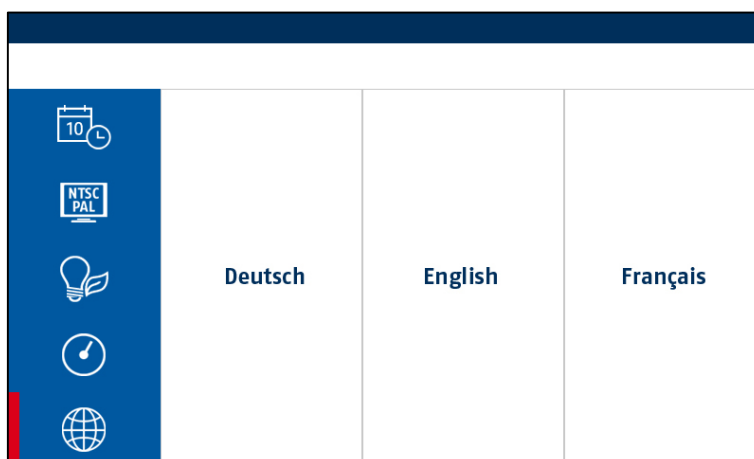 10
NTSC
PAL
Deutsch
English
Français